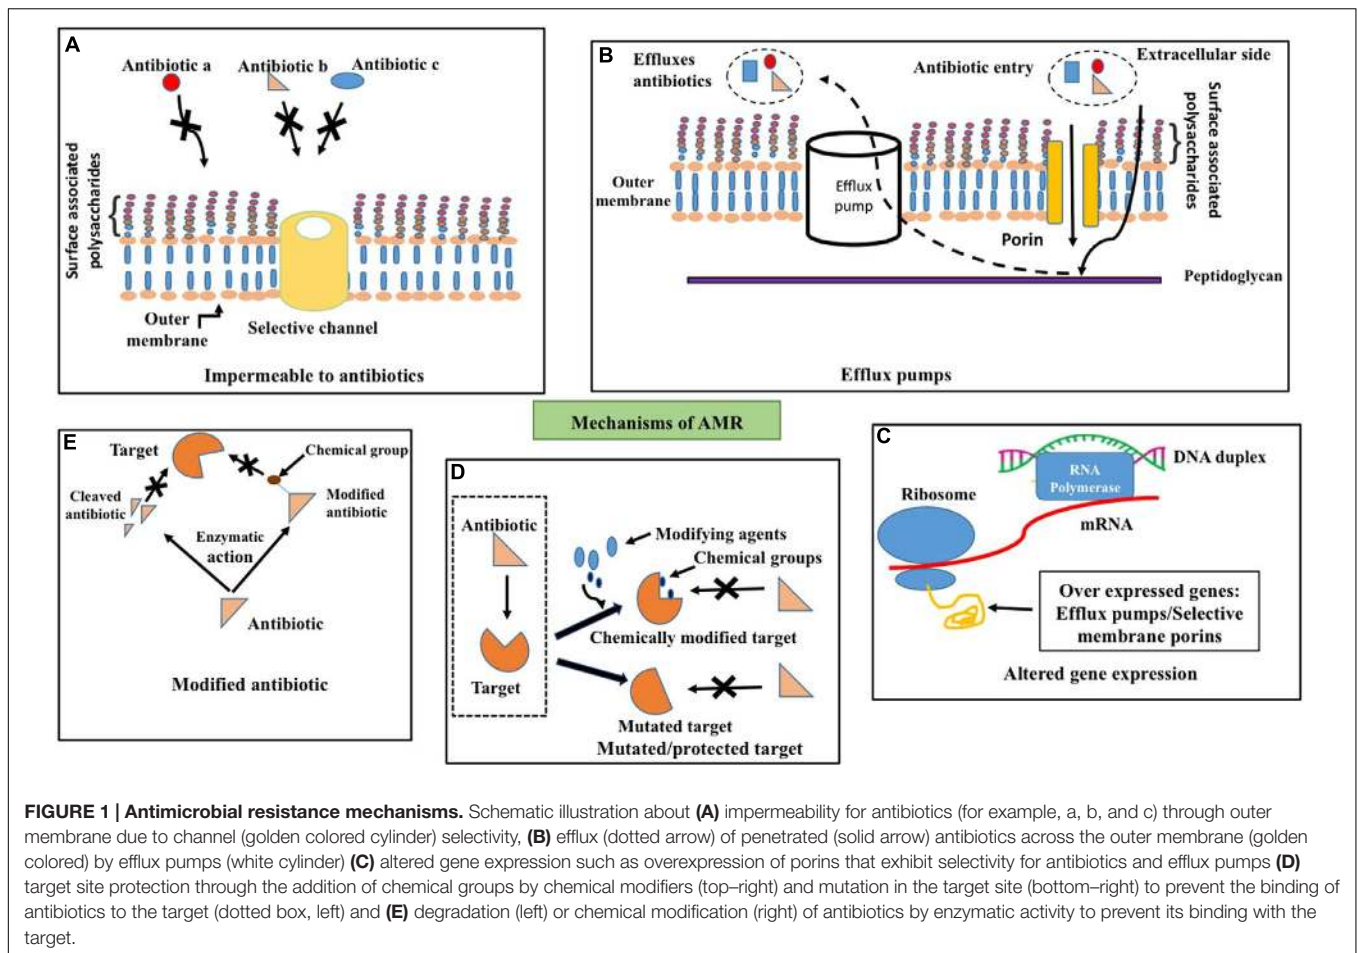 A
Antibiotic a
Antibiotic b
Antibiotic c
Surface associated
polysaccharides
Outer
membrane
Selective channel
Impermeable to antibiotics
B
Effluxes
antibiotics
Antibiotic entry
Extracellular side
Surface associated
polysaccharides
Outer
membrane
Efflux
pump
Porin
Peptidoglycan
Efflux pumps
Mechanisms of AMR
E
Target
Chemical group
Cleaved
antibiotic
Modified
antibiotic
Enzymatic
action
Antibiotic
Modified antibiotic
D
Antibiotic
Target
Modifying agents
Chemical groups
Chemically modified target
Mutated target
Mutated/protected target
C
DNA duplex
RNA
Polymerase
Ribosome
mRNA
Over expressed genes:
Efflux pumps/Selective
membrane porins
Altered gene expression
FIGURE 1 | Antimicrobial resistance mechanisms. Schematic illustration about (A) impermeability for antibiotics (for example, a, b, and c) through outer
membrane due to channel (golden colored cylinder) selectivity, (B) efflux (dotted arrow) of penetrated (solid arrow) antibiotics across the outer membrane (golden
colored) by efflux pumps (white cylinder) (C) altered gene expression such as overexpression of porins that exhibit selectivity for antibiotics and efflux pumps (D)
target site protection through the addition of chemical groups by chemical modifiers (top–right) and mutation in the target site (bottom–right) to prevent the binding of
antibiotics to the target (dotted box, left) and (E) degradation (left) or chemical modification (right) of antibiotics by enzymatic activity to prevent its binding with the
target.